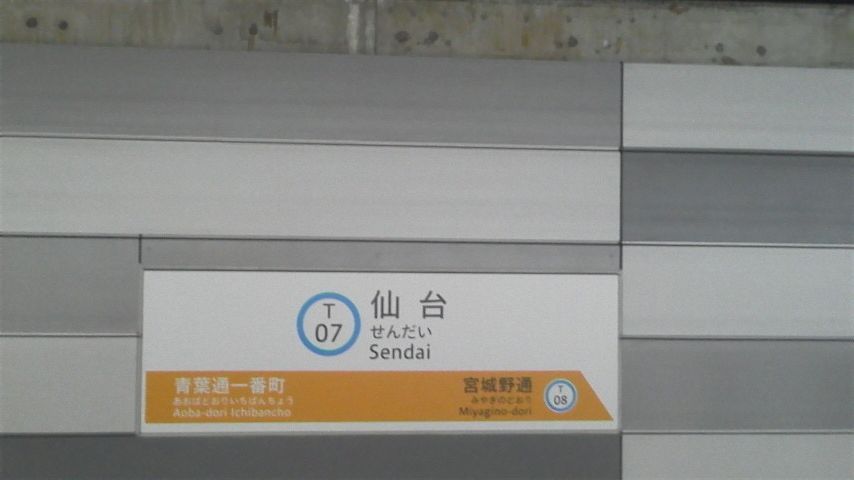 T
07
仙台
せんだい
Sendai
青葉通一番町
あおばどおりいちばんちょう
Aoba-dori Ichibancho
宮城野通
みやぎのどおり
Miyagino-dori
T
08